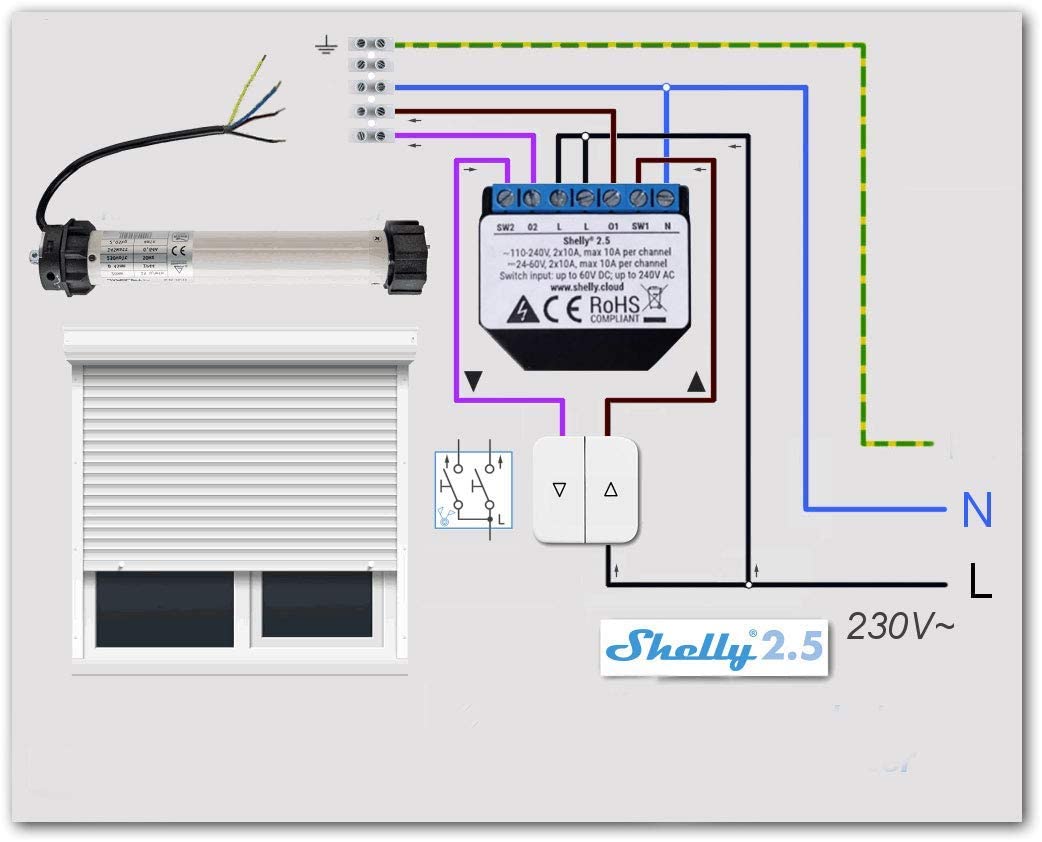 SW2 02 L L O1 SW1 N
Shelly® 2.5
~110-240V, 2x10A, max 10A per channel
⎓24-60V, 2x10A, max 10A per channel
Switch input: up to 60V DC; up to 240V AC
www.shelly.cloud
CE RoHS
COMPLIANT
L
N
L
230V~
Shelly® 2.5